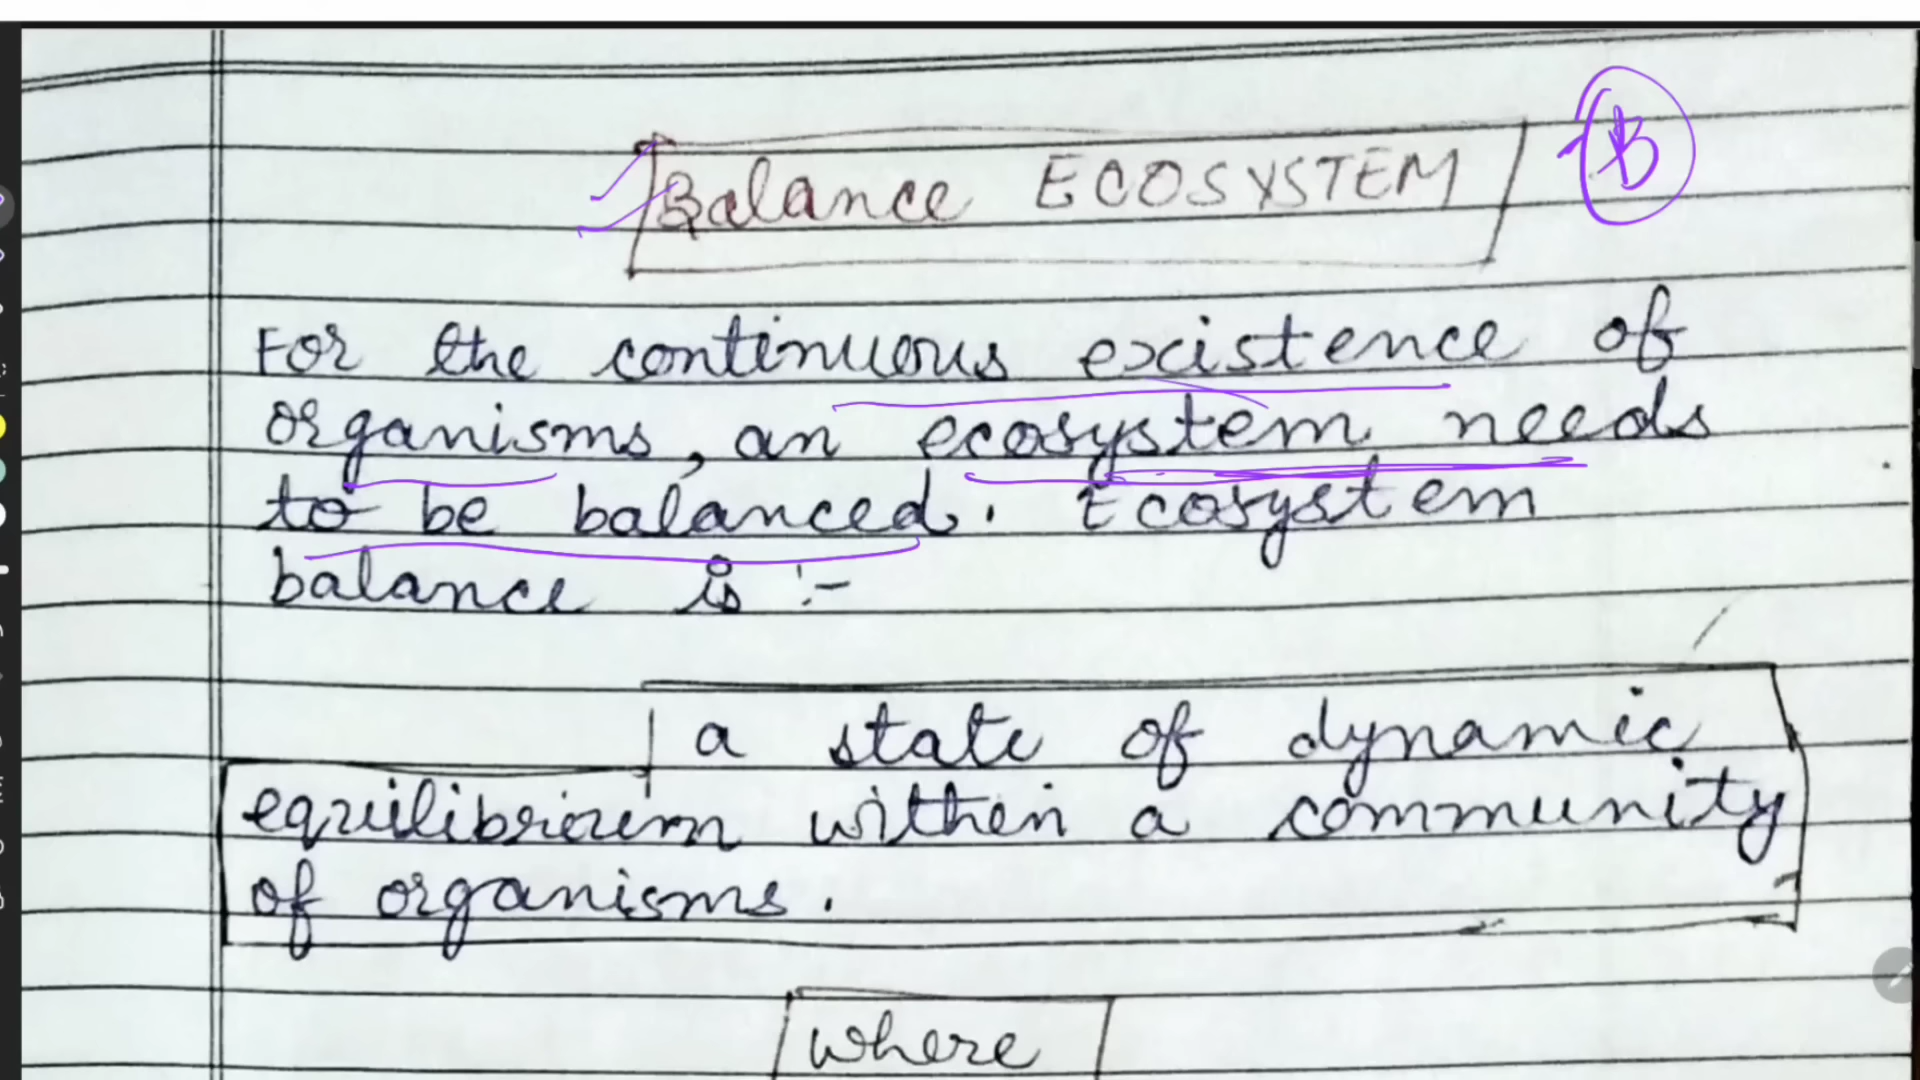 Balance ECOSYSTEM
B
For the continuous existence of
organisms, an ecosystem needs
to be balanced. Ecosystem
balance is :-
a state of dynamic
equilibrium within a community
of organisms.
where